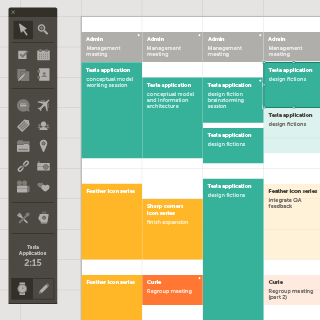 Admin
Management
meeting
Admin
Management
meeting
Admin
Management
meeting
Admin
Management
meeting
Tesla application
conceptual model
working session
Tesla application
conceptual model
and information
architecture
Tesla application
design fiction
brainstorming
session
Tesla application
design fictions
Tesla application
design fictions
Tesla application
design fictions
Tesla application
design fictions
Feather icon series
Sharp corners
icon series
finish expansion
Feather icon series
integrate QA
feedback
Feather icon series
Curie
Regroup meeting
Curie
Regroup meeting
(part 2)
Tesla
Application
2:15